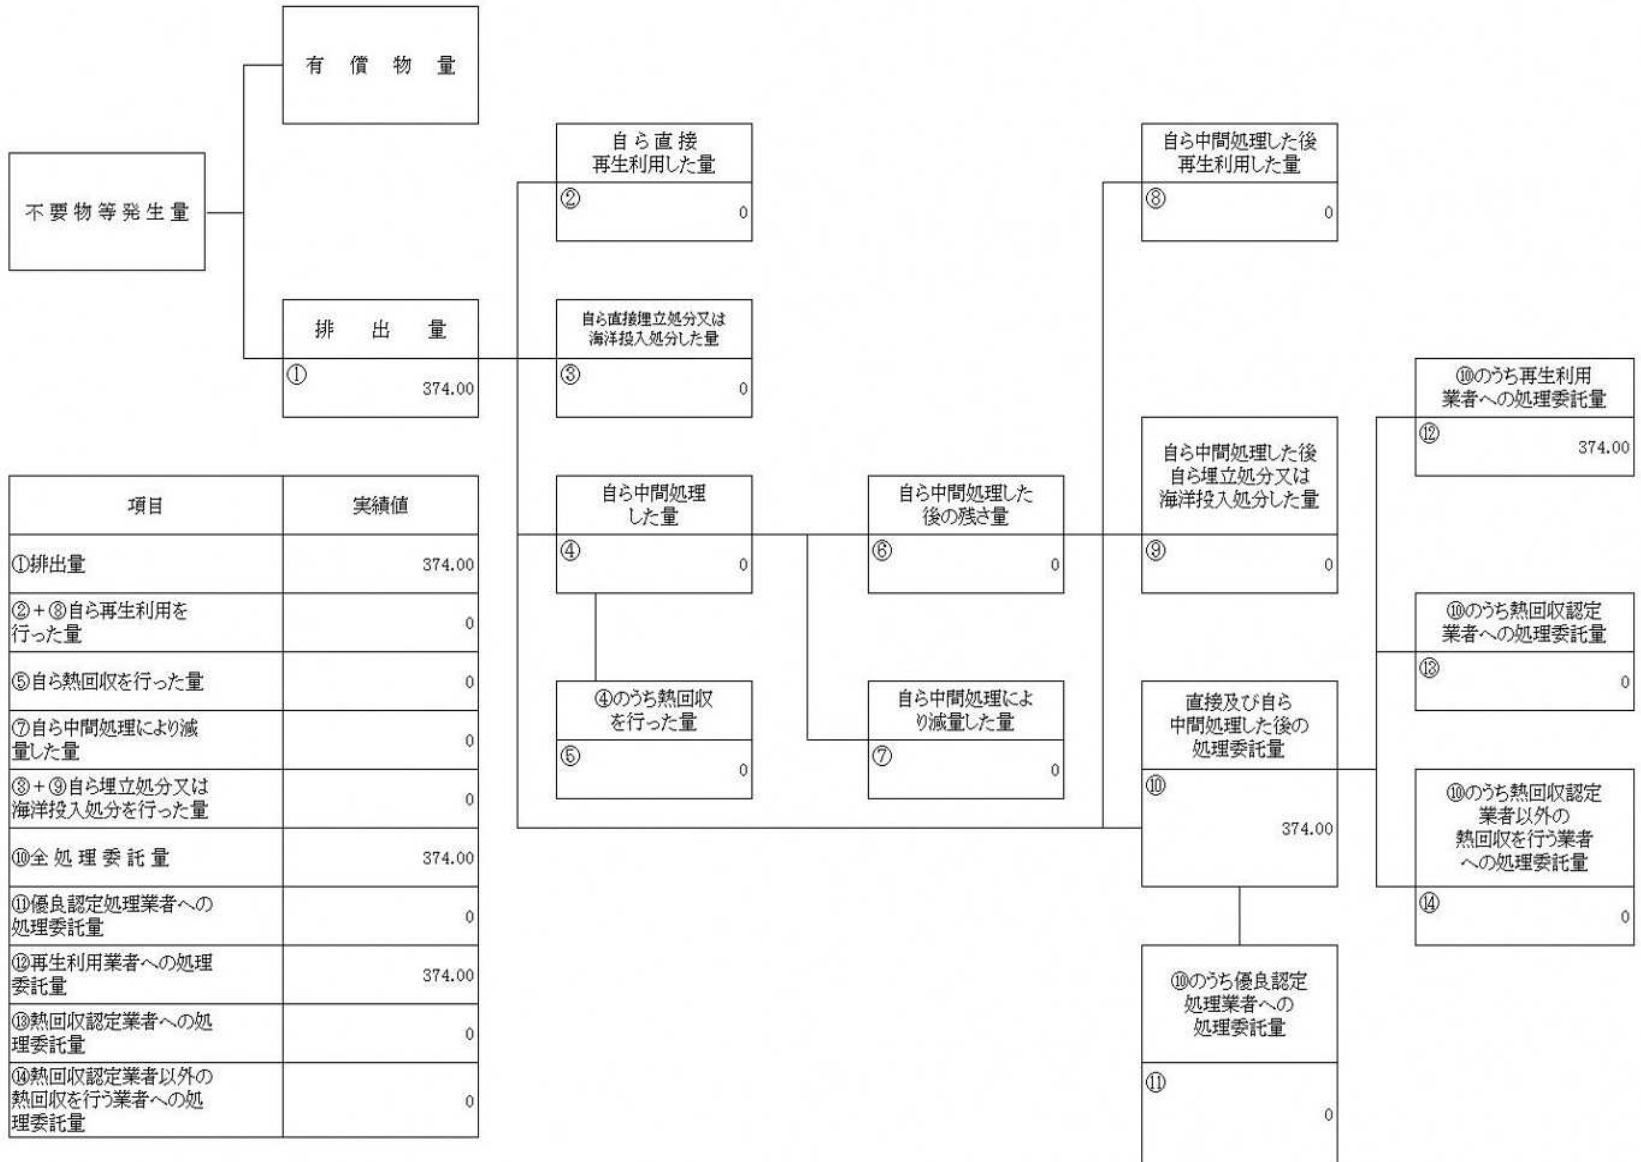 有償物量
不要物等発生量
排出量
①
374.00
自ら直接
再生利用した量
②
0
自ら直接埋立処分又は
海洋投入処分した量
③
0
自ら中間処理
した量
④
0
④のうち熱回収
を行った量
⑤
0
自ら中間処理した
後の残さ量
⑥
0
自ら中間処理によ
り減量した量
⑦
0
自ら中間処理した後
再生利用した量
⑧
0
自ら中間処理した後
自ら埋立処分又は
海洋投入処分した量
⑨
0
直接及び自ら
中間処理した後の
処理委託量
⑩
374.00
⑩のうち優良認定
処理業者への
処理委託量
⑪
0
⑩のうち再生利用
業者への処理委託量
⑫
374.00
⑩のうち熱回収認定
業者への処理委託量
⑬
0
⑩のうち熱回収認定
業者以外の
熱回収を行う業者
への処理委託量
⑭
0
項目 実績値
①排出量 374.00
②+⑧自ら再生利用を
行った量
0
⑤自ら熱回収を行った量 0
⑦自ら中間処理により減
量した量
0
③+⑨自ら埋立処分又は
海洋投入処分を行った量
0
⑩全処理委託量 374.00
⑪優良認定処理業者への
処理委託量
0
⑫再生利用業者への処理
委託量
374.00
⑬熱回収認定業者への処
理委託量
0
⑭熱回収認定業者以外の
熱回収を行う業者への処
理委託量
0